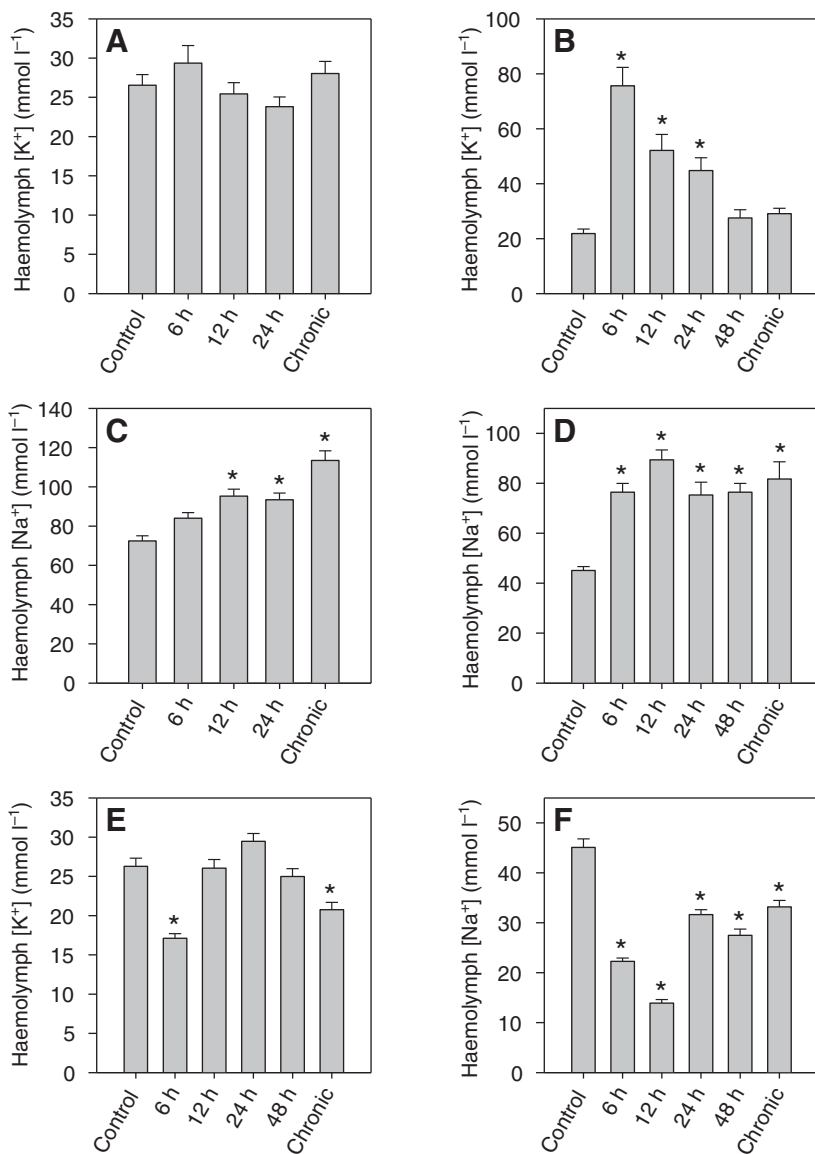 A
Haemolymph [K⁺] (mmol l⁻¹)
35
30
25
20
15
10
5
0
Control
6 h
12 h
24 h
Chronic
B
Haemolymph [K⁺] (mmol l⁻¹)
100
80
60
40
20
0
*
*
*
Control
6 h
12 h
24 h
48 h
Chronic
C
Haemolymph [Na⁺] (mmol l⁻¹)
140
120
100
80
60
40
20
0
*
*
*
Control
6 h
12 h
24 h
Chronic
D
Haemolymph [Na⁺] (mmol l⁻¹)
100
80
60
40
20
0
*
*
*
*
*
Control
6 h
12 h
24 h
48 h
Chronic
E
Haemolymph [K⁺] (mmol l⁻¹)
35
30
25
20
15
10
5
0
*
*
Control
6 h
12 h
24 h
48 h
Chronic
F
Haemolymph [Na⁺] (mmol l⁻¹)
50
40
30
20
10
0
*
*
*
*
*
Control
6 h
12 h
24 h
48 h
Chronic